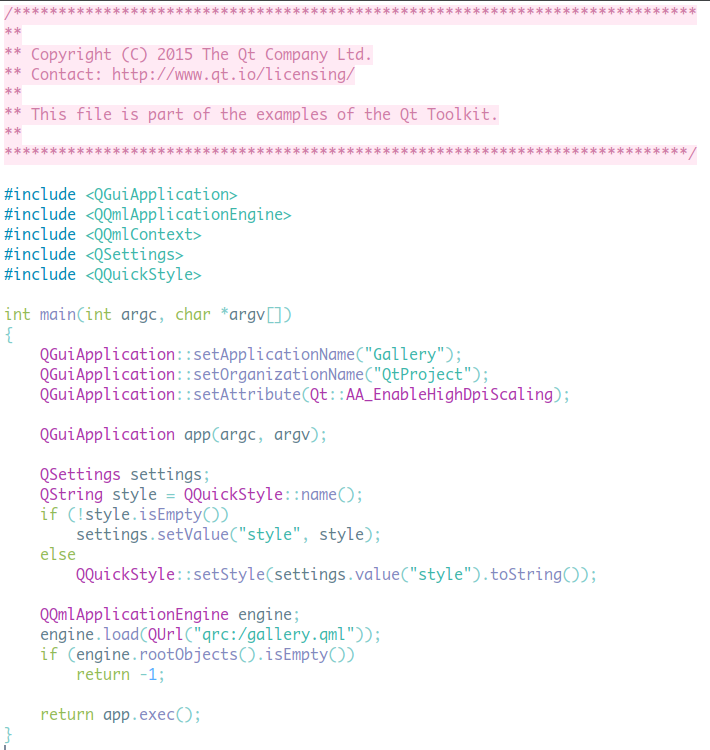 /****************************************************************************
**
** Copyright (C) 2015 The Qt Company Ltd.
** Contact: http://www.qt.io/licensing/
**
** This file is part of the examples of the Qt Toolkit.
**
****************************************************************************/

#include <QGuiApplication>
#include <QQmlApplicationEngine>
#include <QQmlContext>
#include <QSettings>
#include <QQuickStyle>

int main(int argc, char *argv[])
{
    QGuiApplication::setApplicationName("Gallery");
    QGuiApplication::setOrganizationName("QtProject");
    QGuiApplication::setAttribute(Qt::AA_EnableHighDpiScaling);

    QGuiApplication app(argc, argv);

    QSettings settings;
    QString style = QQuickStyle::name();
    if (!style.isEmpty())
        settings.setValue("style", style);
    else
        QQuickStyle::setStyle(settings.value("style").toString());

    QQmlApplicationEngine engine;
    engine.load(QUrl("qrc:/gallery.qml"));
    if (engine.rootObjects().isEmpty())
        return -1;

    return app.exec();
}